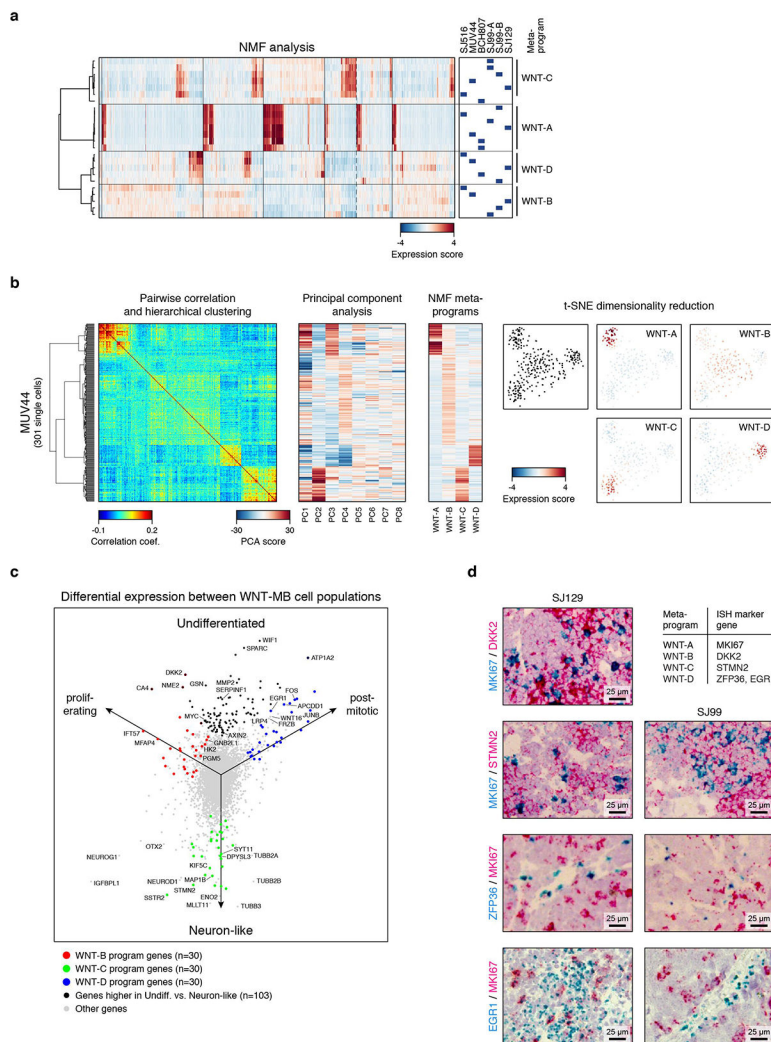 a
NMF analysis
SJ516
MUV44
BCH807
SJ99-A
SJ99-B
SJ129
Meta-
program
WNT-C
WNT-A
WNT-D
WNT-B
-4
4
Expression score
b
Pairwise correlation
and hierarchical clustering
Principal component
analysis
NMF meta-
programs
t-SNE dimensionality reduction
MUV44
(301 single cells)
WNT-A
WNT-B
WNT-C
WNT-D
PC1
PC2
PC3
PC4
PC5
PC6
PC7
PC8
WNT-A
WNT-B
WNT-C
WNT-D
-0.1
0.2
Correlation coef.
-30
30
PCA score
-4
4
Expression score
c
Differential expression between WNT-MB cell populations
Undifferentiated
WIF1
SPARC
ATP1A2
DKK2
NME2
GSN
MMP2
SERPINF1
CA4
FOS
EGR1
APCDD1
prolif-
erating
post-
mitotic
MYC
LRP4
WNT16
JUNB
FRZB
IFT57
MFAP4
AXIN2
GNB2L1
HK2
PGM5
OTX2
SYT11
NEUROG1
DPYSL3
TUBB2A
KIF5C
IGFBPL1
NEUROD1
MAP1B
TUBB2B
STMN2
SSTR2
ENO2
MLLT11
TUBB3
Neuron-like
WNT-B program genes (n=30)
WNT-C program genes (n=30)
WNT-D program genes (n=30)
Genes higher in Undiff. vs. Neuron-like (n=103)
Other genes
d
SJ129
Meta-
program
ISH marker
gene
WNT-A MKI67
WNT-B DKK2
WNT-C STMN2
WNT-D ZFP36, EGR
MKI67 / DKK2
25 µm
SJ99
MKI67 / STMN2
25 µm
25 µm
ZFP36 / MKI67
25 µm
25 µm
EGR1 / MKI67
25 µm
25 µm